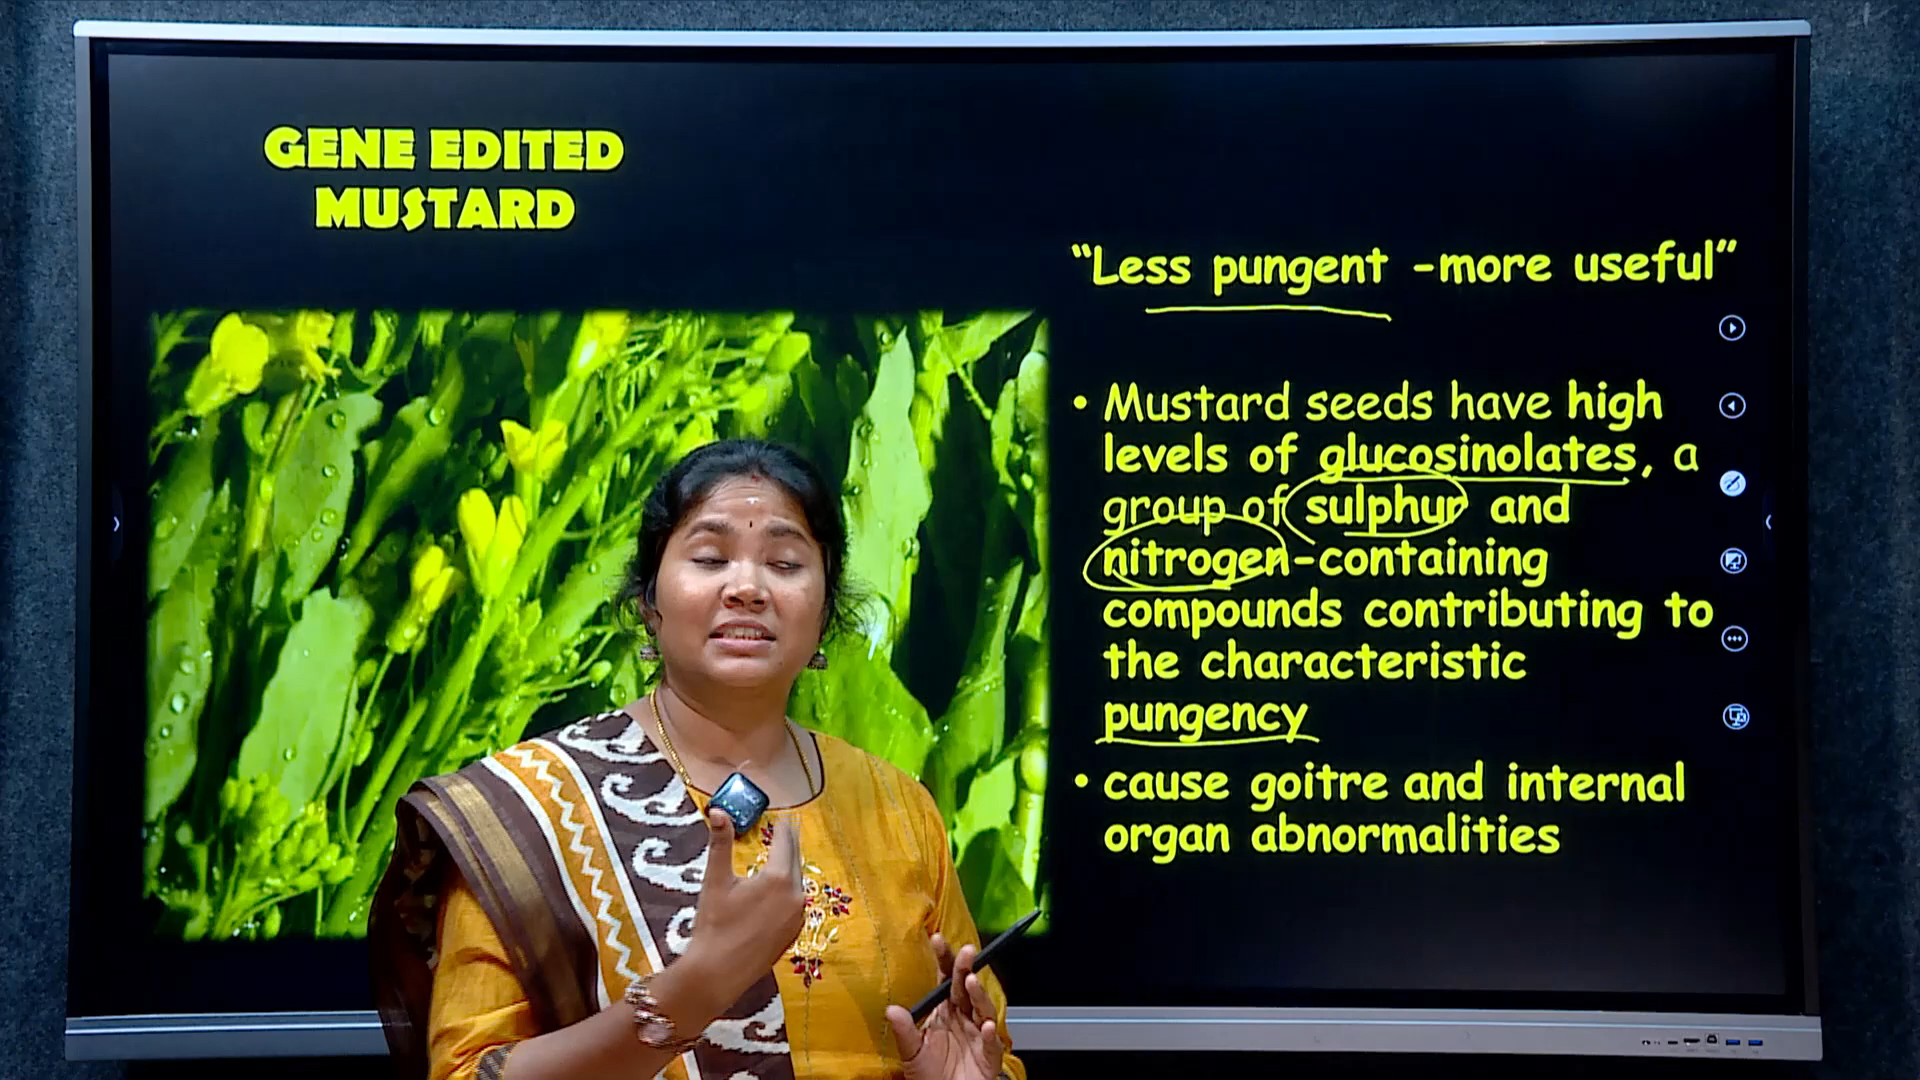 GENE EDITED
MUSTARD
“Less pungent -more useful”
• Mustard seeds have high
levels of glucosinolates, a
group of sulphur and
nitrogen-containing
compounds contributing to
the characteristic
pungency
• cause goitre and internal
organ abnormalities